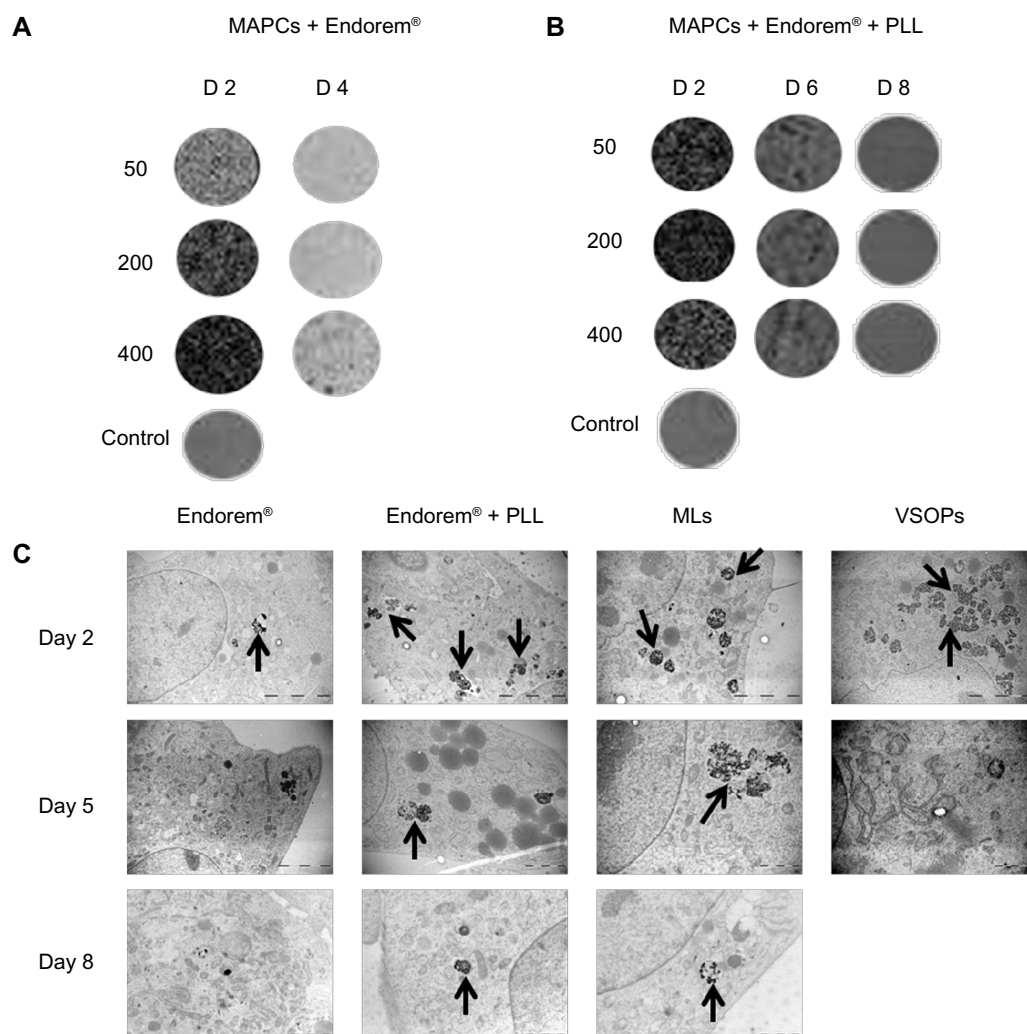 A
MAPCs + Endorem®
D 2 D 4
50
200
400
Control
B
MAPCs + Endorem® + PLL
D 2 D 6 D 8
50
200
400
Control
C
Endorem® Endorem® + PLL MLs VSOPs
Day 2
Day 5
Day 8